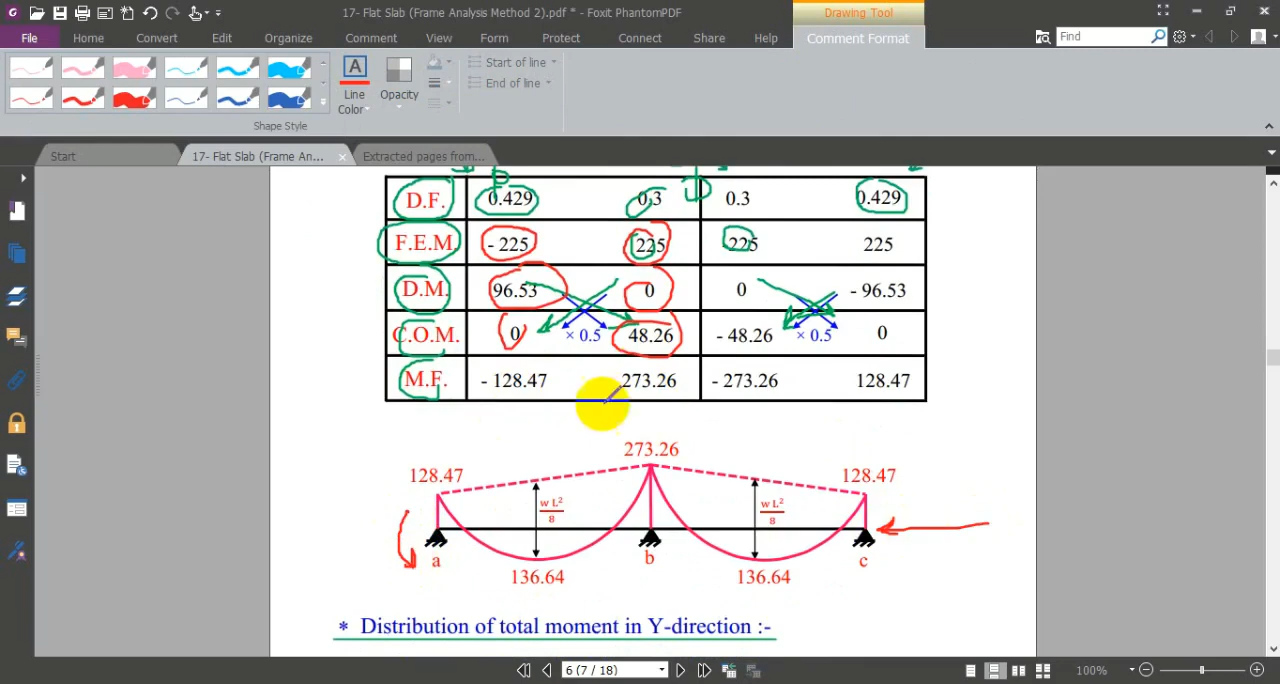 17- Flat Slab (Frame Analysis Method 2).pdf * - Foxit PhantomPDF
Drawing Tool
File Home Convert Edit Organize Comment View Form Protect Connect Share Help Comment Format
Find
Line Color
Opacity
Start of line
End of line
Shape Style
Start
17- Flat Slab (Frame An...
Extracted pages from...
D.F. 0.429 0.3 0.3 0.429
F.E.M. - 225 225 225 225
D.M. 96.53 0 0 - 96.53
C.O.M. 0 × 0.5 48.26 - 48.26 × 0.5 0
M.F. - 128.47 273.26 - 273.26 128.47
273.26
128.47 128.47
w L²/8 w L²/8
a b c
136.64 136.64
* Distribution of total moment in Y-direction :-
6 (7 / 18)
100%